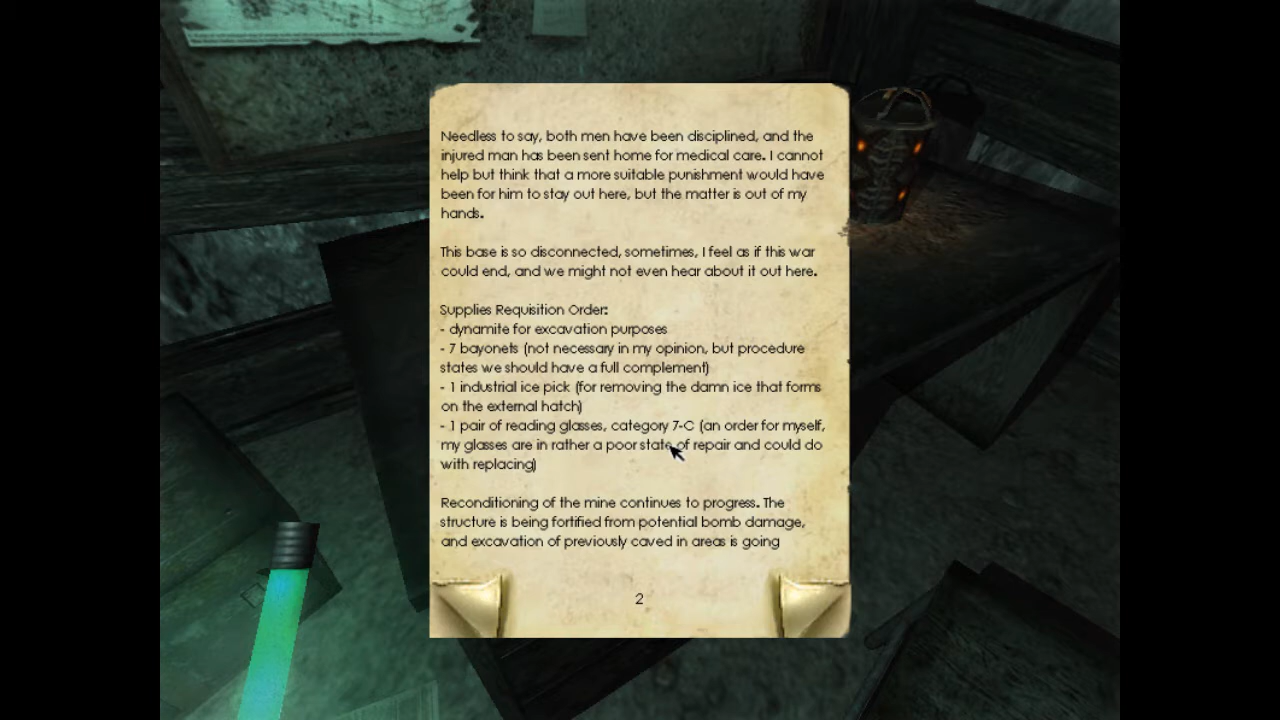 Needless to say, both men have been disciplined, and the
injured man has been sent home for medical care. I cannot
help but think that a more suitable punishment would have
been for him to stay out here, but the matter is out of my
hands.
This base is so disconnected, sometimes, I feel as if this war
could end, and we might not even hear about it out here.
Supplies Requisition Order:
- dynamite for excavation purposes
- 7 bayonets (not necessary in my opinion, but procedure
states we should have a full complement)
- 1 industrial ice pick (for removing the damn ice that forms
on the external hatch)
- 1 pair of reading glasses, category 7-C (an order for myself,
my glasses are in rather a poor state of repair and could do
with replacing)
Reconditioning of the mine continues to progress. The
structure is being fortified from potential bomb damage,
and excavation of previously caved in areas is going
2